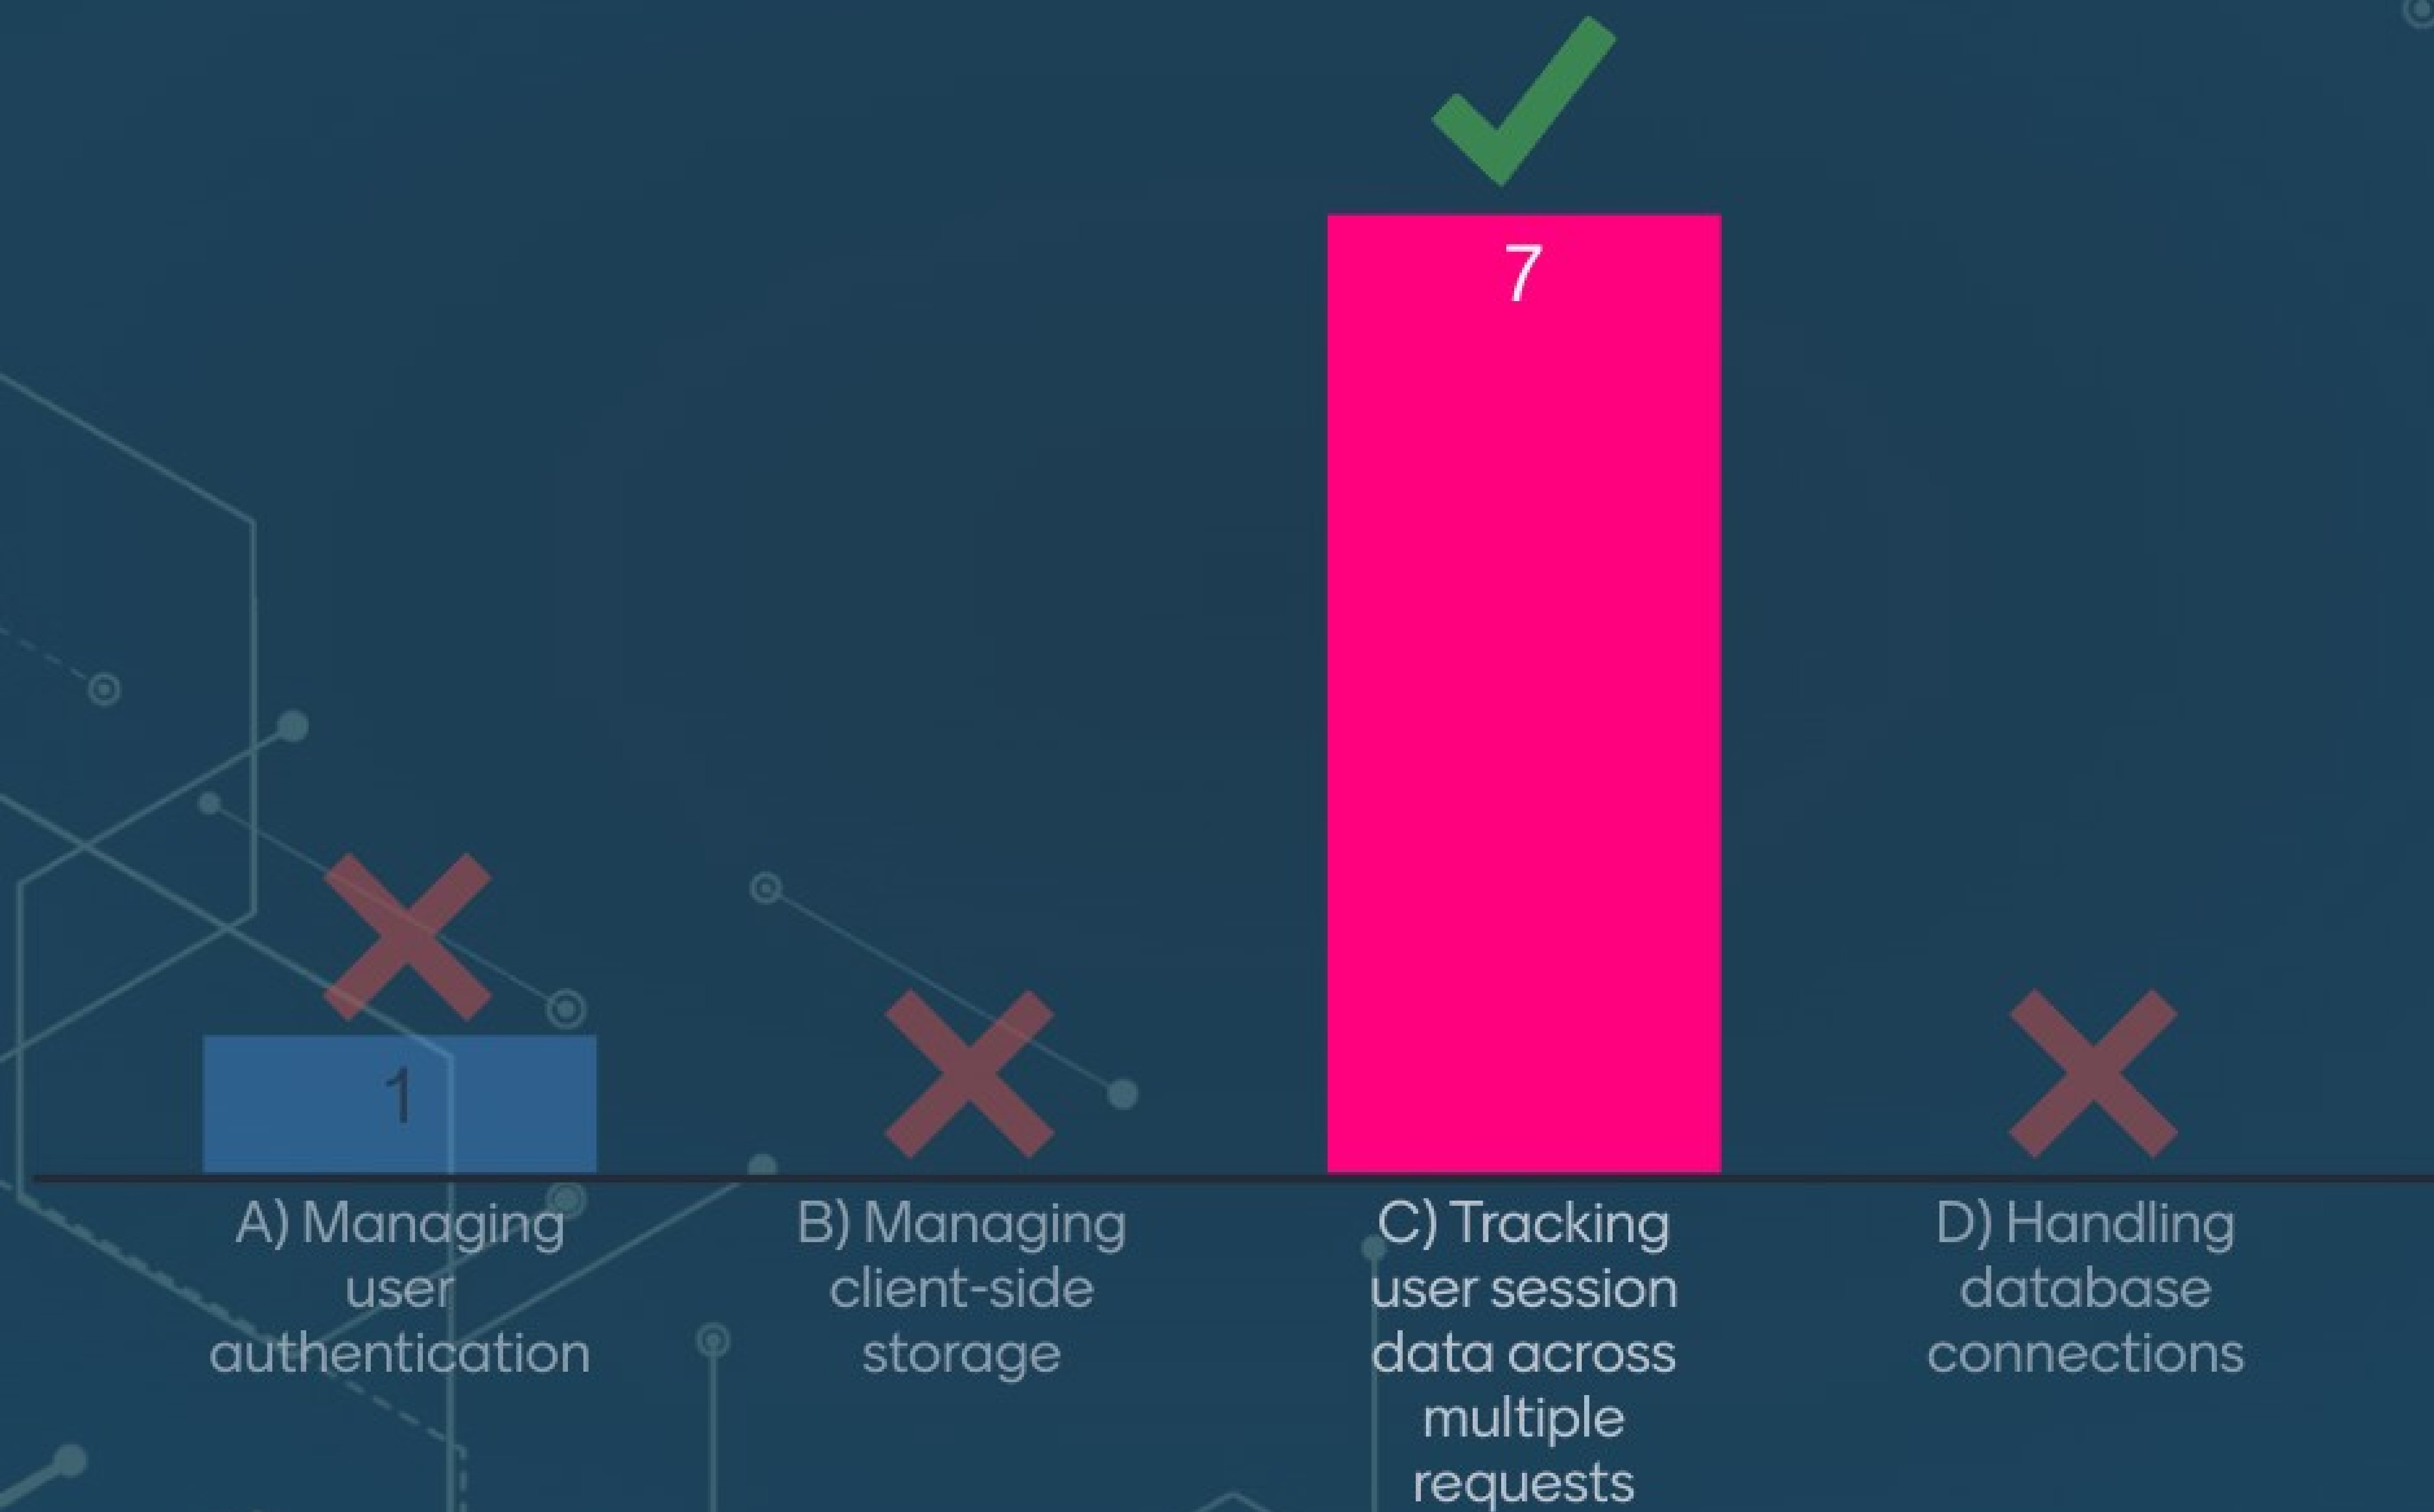 7
1
A) Managing
user
authentication
B) Managing
client-side
storage
C) Tracking
user session
data across
multiple
requests
D) Handling
database
connections